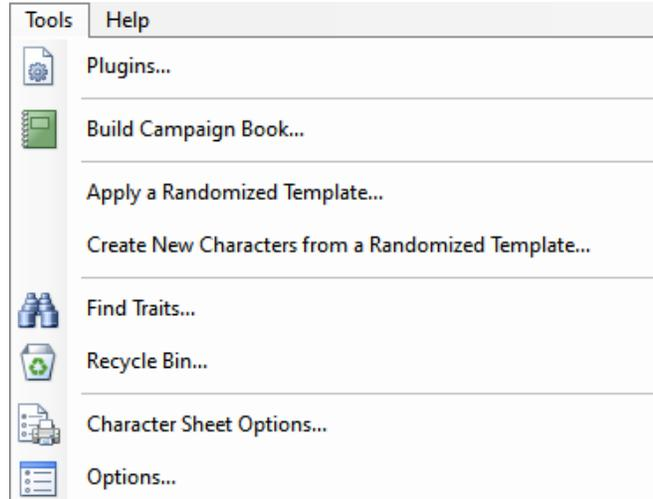 Tools Help
Plugins...
Build Campaign Book...
Apply a Randomized Template...
Create New Characters from a Randomized Template...
Find Traits...
Recycle Bin...
Character Sheet Options...
Options...